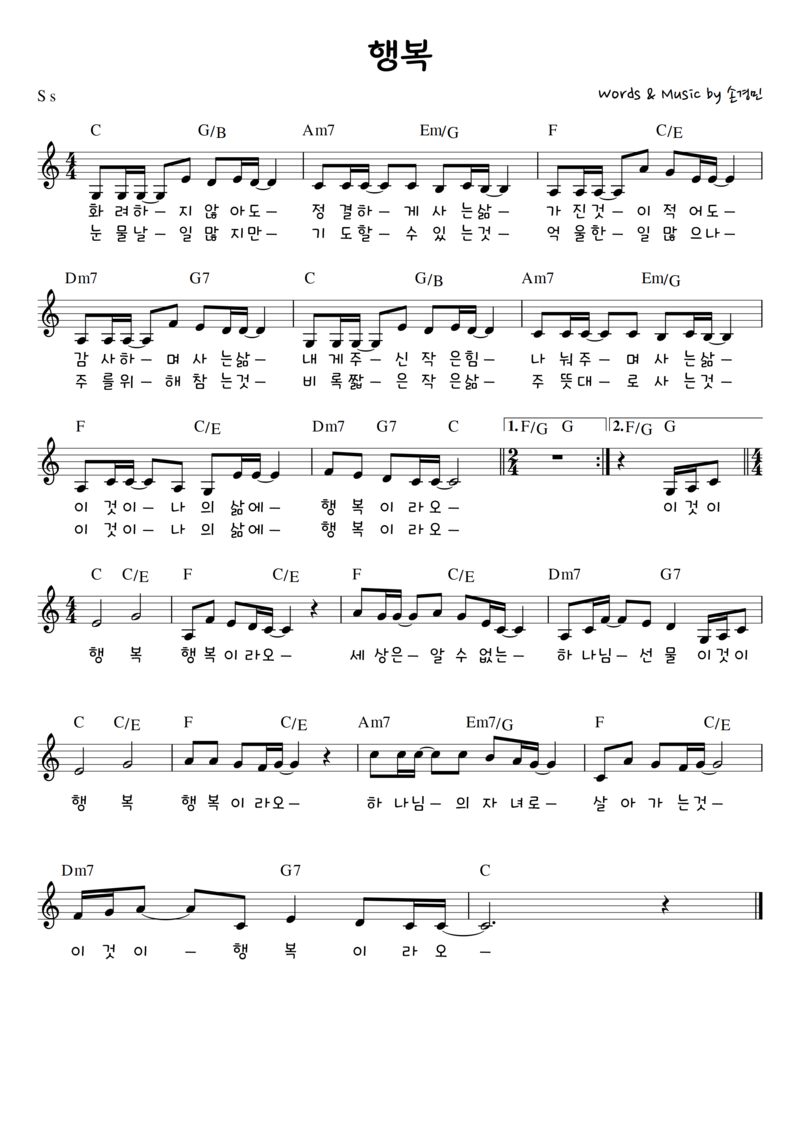 행복
S s
Words & Music by 손경민
C G/B Am7 Em/G F C/E
화 려하 – 지 않 아도 – 정 결하 – 게 사 는삶 – 가 진것 – 이 적 어도 –
눈 물날 – 일 많 지만 – 기 도할 – 수 있 는것 – 억 울한 – 일 많 으나 –
Dm7 G7 C G/B Am7 Em/G
감 사하 – 며 사 는삶 – 내 게주 – 신 작 은힘 – 나 눠주 – 며 사 는삶 –
주 를위 – 해 참 는것 – 비 록짧 – 은 작 은삶 – 주 뜻대 – 로 사 는것 –
F C/E Dm7 G7 C 1. F/G G 2. F/G G
4 4
2 4
4 4
이 것이 – 나 의 삶에 – 행 복 이 라오 – 이 것 이
이 것이 – 나 의 삶에 – 행 복 이 라오 –
C C/E F C/E F C/E Dm7 G7
4 4
행 복 행 복 이 라오 – 세 상은 – 알 수 없는 – 하 나님 – 선 물 이 것 이
C C/E F C/E Am7 Em7/G F C/E
행 복 행 복 이 라오 – 하 나님 – 의 자 녀로 – 살 아 가 는것 –
Dm7 G7 C
이 것 이 – 행 복 이 라 오 –